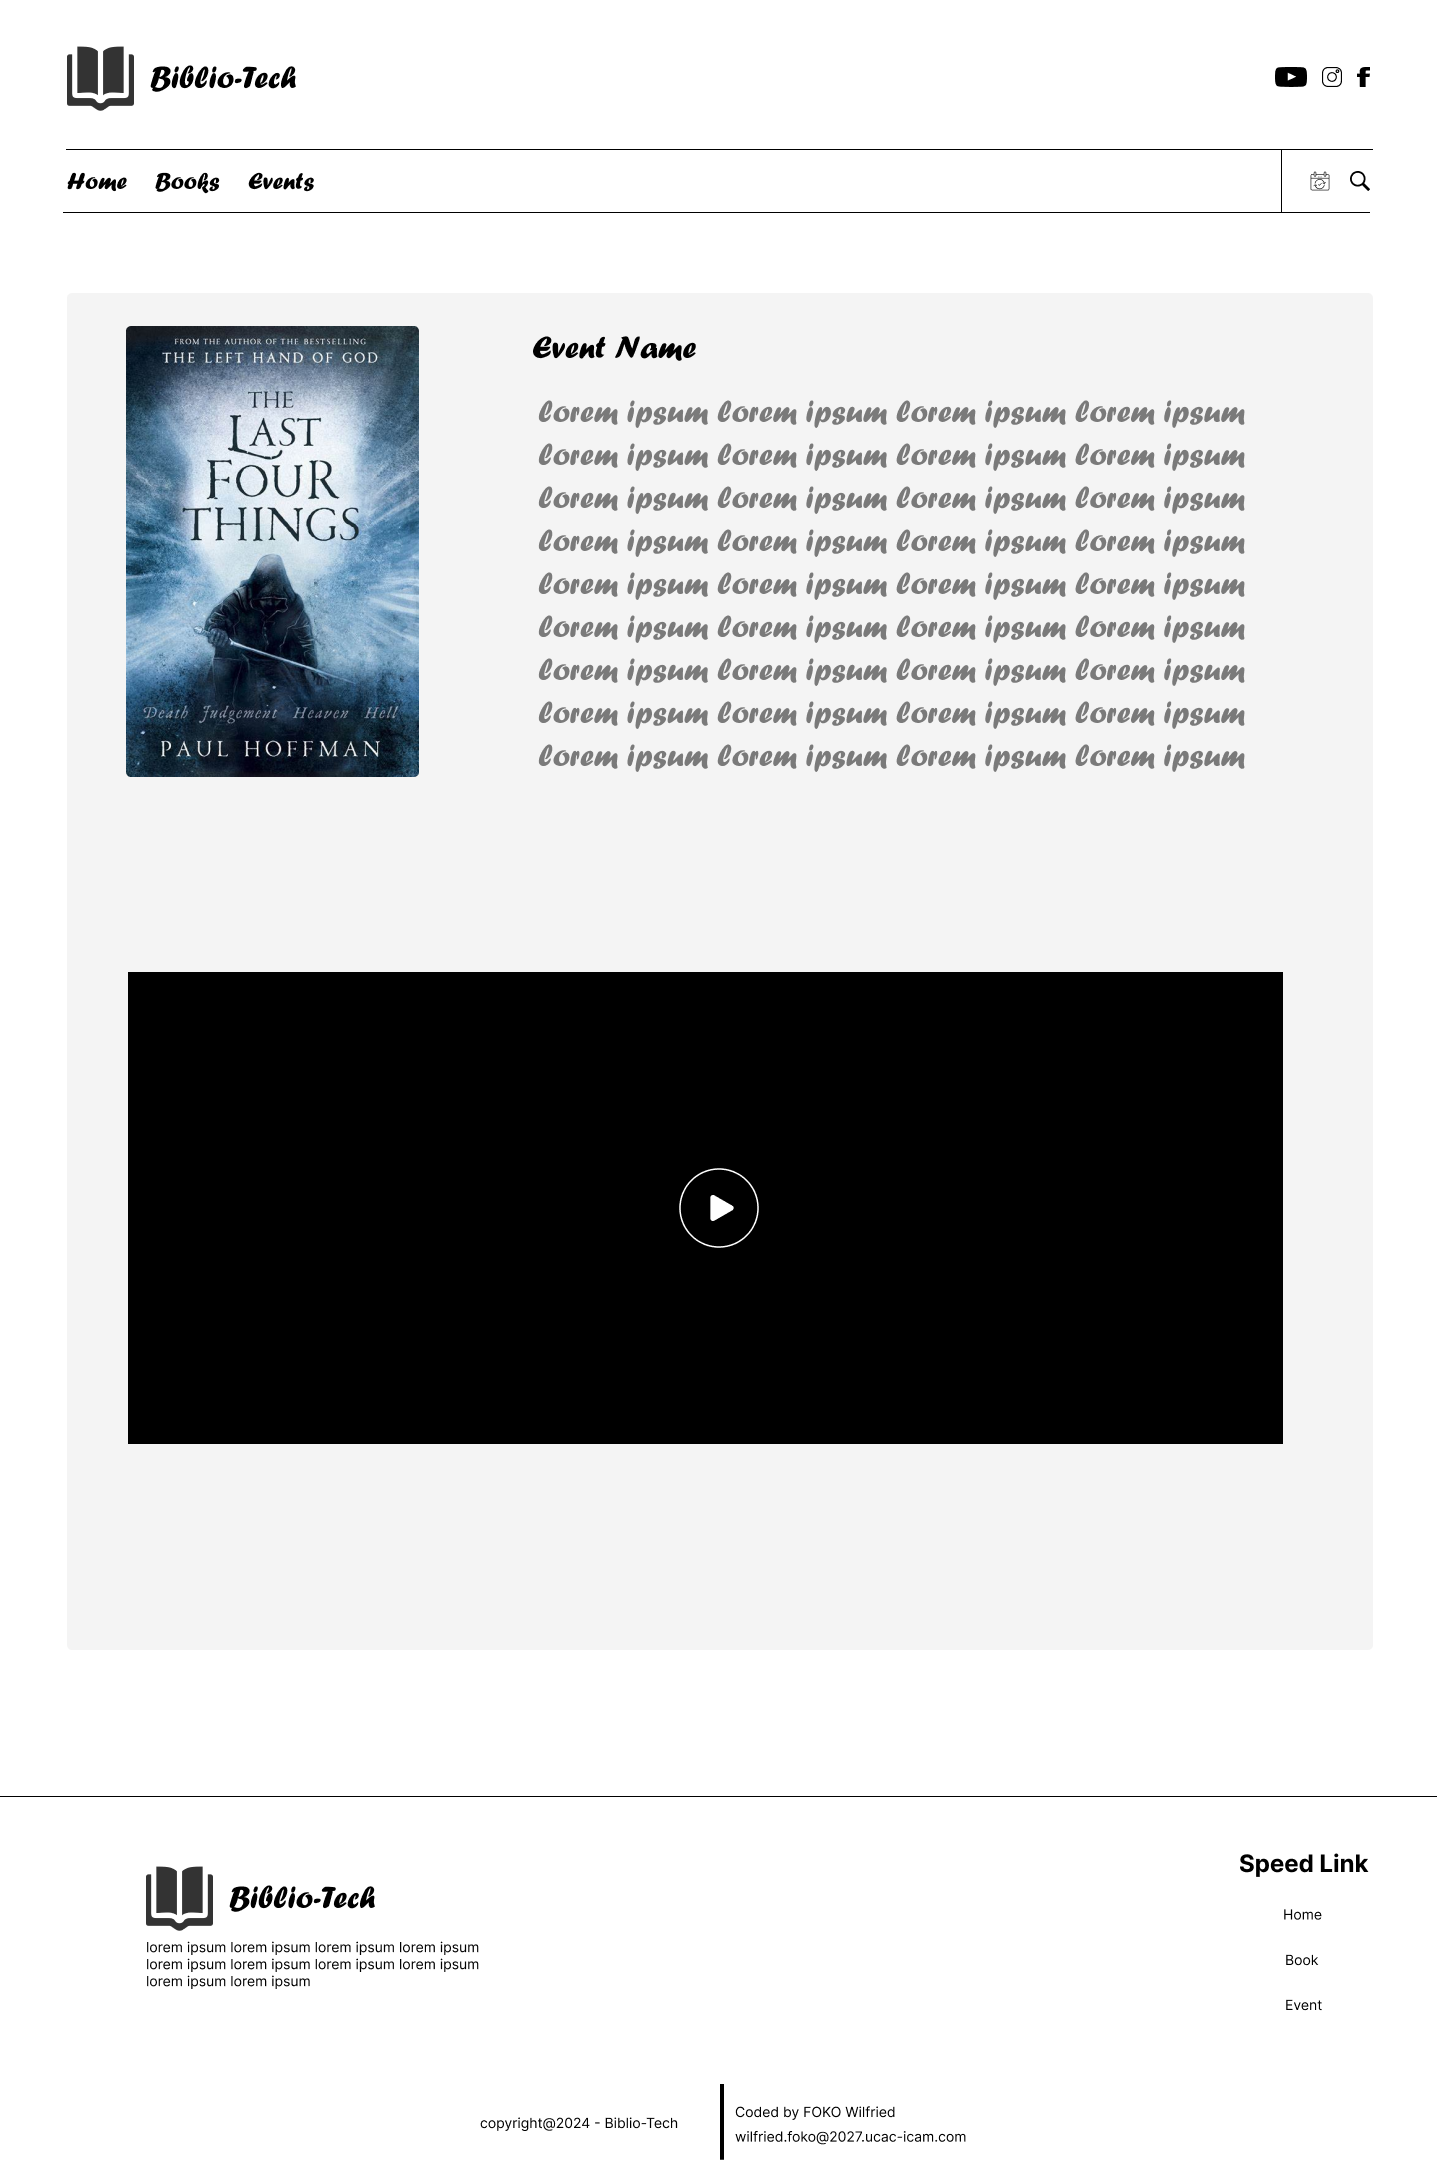 Biblio-Tech
Home Books Events
FROM THE AUTHOR OF THE BESTSELLING
THE LEFT HAND OF GOD
THE
LAST
FOUR
THINGS
Death Judgement Heaven Hell
PAUL HOFFMAN
Event Name
lorem ipsum lorem ipsum lorem ipsum lorem ipsum
lorem ipsum lorem ipsum lorem ipsum lorem ipsum
lorem ipsum lorem ipsum lorem ipsum lorem ipsum
lorem ipsum lorem ipsum lorem ipsum lorem ipsum
lorem ipsum lorem ipsum lorem ipsum lorem ipsum
lorem ipsum lorem ipsum lorem ipsum lorem ipsum
lorem ipsum lorem ipsum lorem ipsum lorem ipsum
lorem ipsum lorem ipsum lorem ipsum lorem ipsum
lorem ipsum lorem ipsum lorem ipsum lorem ipsum
Biblio-Tech
lorem ipsum lorem ipsum lorem ipsum lorem ipsum
lorem ipsum lorem ipsum lorem ipsum lorem ipsum
lorem ipsum lorem ipsum
Speed Link
Home
Book
Event
copyright@2024 - Biblio-Tech
Coded by FOKO Wilfried
wilfried.foko@2027.ucac-icam.com